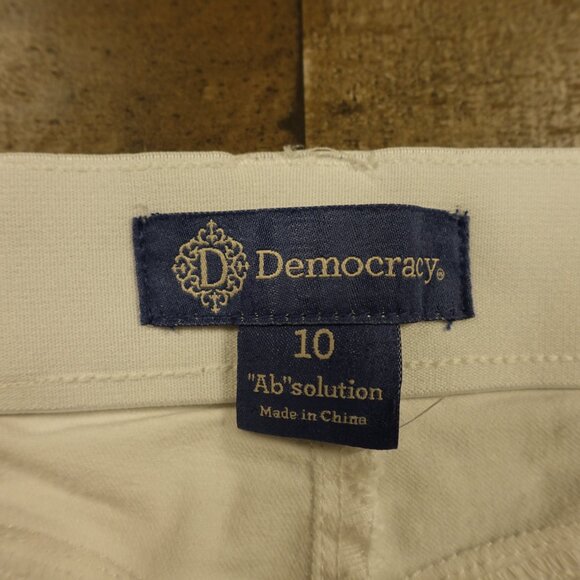 D Democracy®
10
"Ab"solution
Made in China